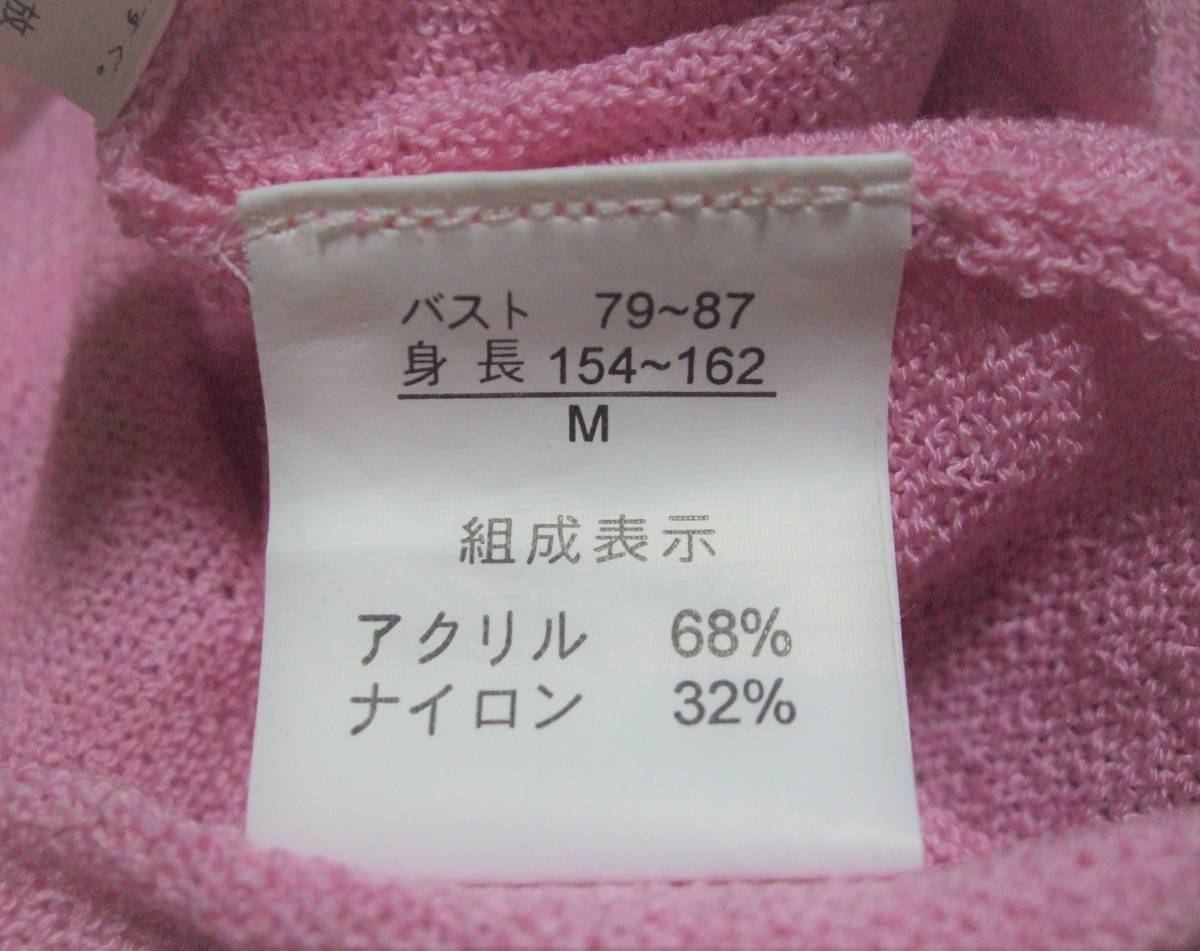 バスト 79~87
身長 154~162
M
組成表示
アクリル 68%
ナイロン 32%